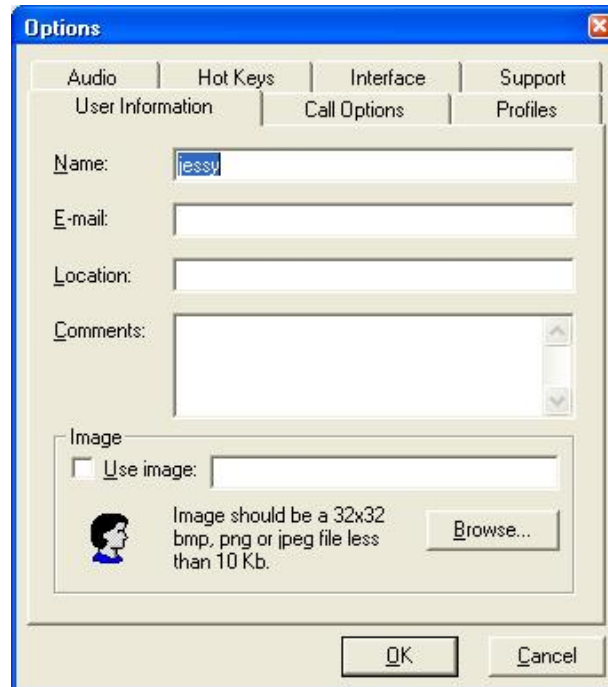 Options
Audio Hot Keys Interface Support
User Information Call Options Profiles
Name: jessy
E-mail:
Location:
Comments:
Image
Use image:
Image should be a 32x32
bmp, png or jpeg file less
than 10 Kb.
Browse...
OK Cancel